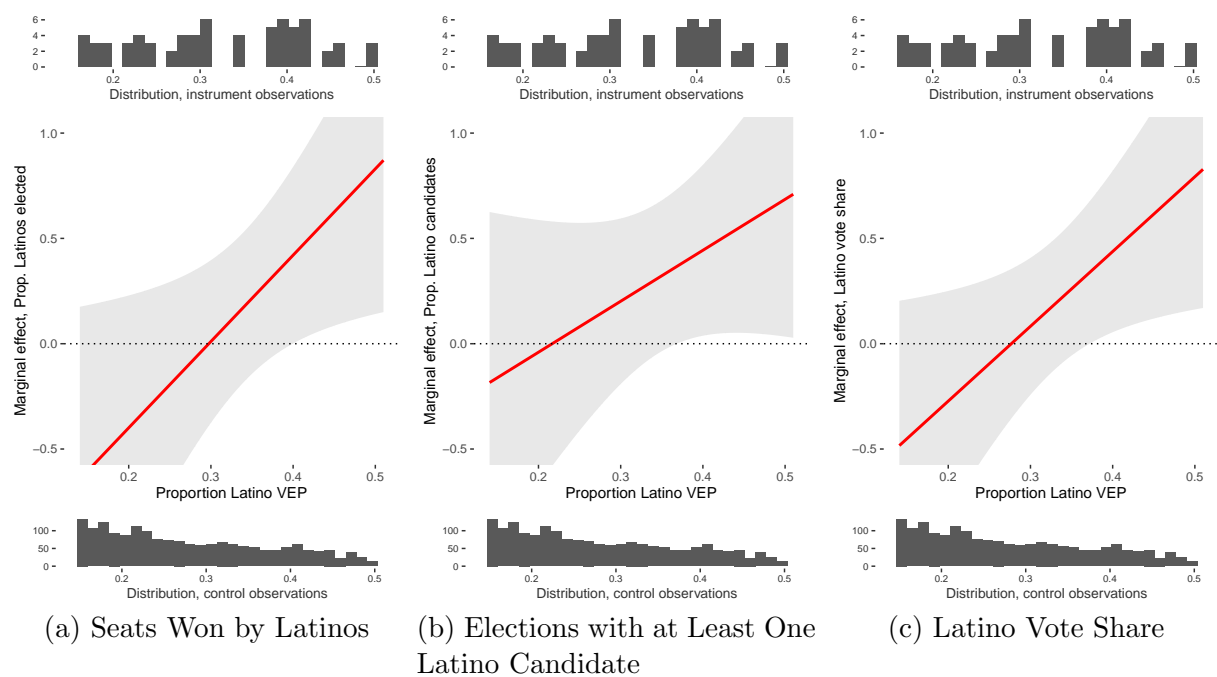 6
4
2
0
0.2 0.3 0.4 0.5
Distribution, instrument observations
1.0
0.5
0.0
−0.5
Marginal effect, Prop. Latinos elected
0.2 0.3 0.4 0.5
Proportion Latino VEP
100
50
0
0.2 0.3 0.4 0.5
Distribution, control observations
(a) Seats Won by Latinos
6
4
2
0
0.2 0.3 0.4 0.5
Distribution, instrument observations
1.0
0.5
0.0
−0.5
Marginal effect, Prop. Latino candidates
0.2 0.3 0.4 0.5
Proportion Latino VEP
100
50
0
0.2 0.3 0.4 0.5
Distribution, control observations
(b) Elections with at Least One
Latino Candidate
6
4
2
0
0.2 0.3 0.4 0.5
Distribution, instrument observations
1.0
0.5
0.0
−0.5
Marginal effect, Latino vote share
0.2 0.3 0.4 0.5
Proportion Latino VEP
100
50
0
0.2 0.3 0.4 0.5
Distribution, control observations
(c) Latino Vote Share